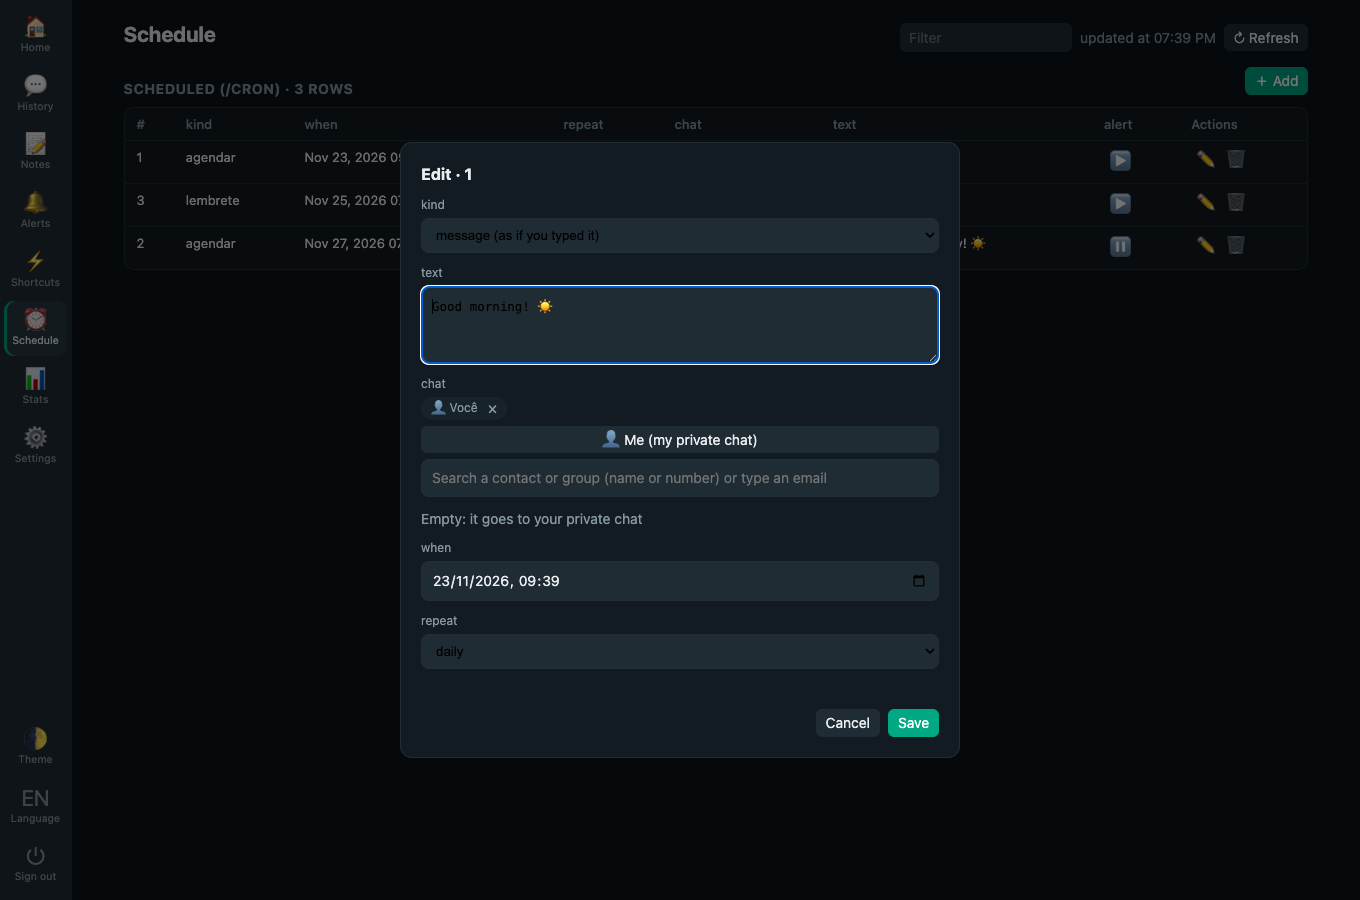 Home
History
Notes
Alerts
Shortcuts
Schedule
Stats
Settings
Theme
EN
Language
Sign out
Schedule
Filter
updated at 07:39 PM
Refresh
SCHEDULED (/CRON) · 3 ROWS
+ Add
# kind when repeat chat text alert Actions
1 agendar Nov 23, 2026 09
3 lembrete Nov 25, 2026 07
2 agendar Nov 27, 2026 07 y! ☀️
Edit · 1
kind
message (as if you typed it)
text
Good morning! ☀️
chat
Você ×
Me (my private chat)
Search a contact or group (name or number) or type an email
Empty: it goes to your private chat
when
23/11/2026, 09:39
repeat
daily
Cancel
Save